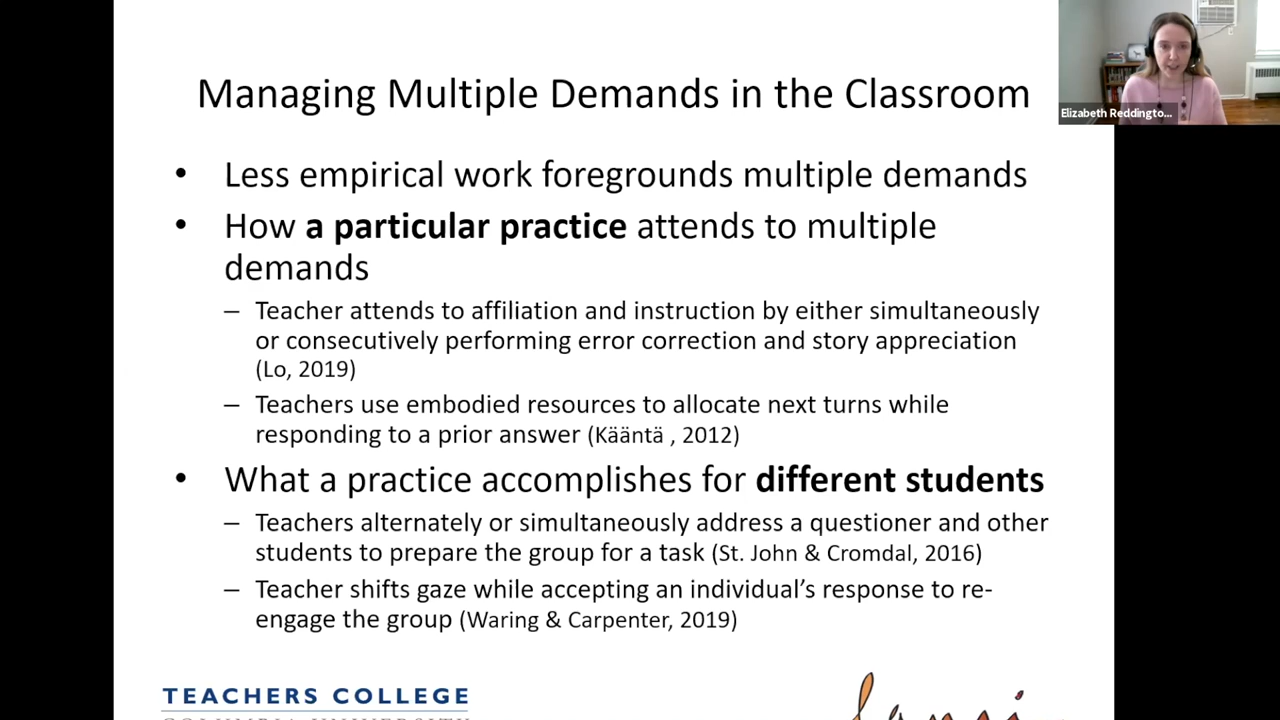 Managing Multiple Demands in the Classroom
Elizabeth Reddingto...
• Less empirical work foregrounds multiple demands
• How a particular practice attends to multiple
demands
– Teacher attends to affiliation and instruction by either simultaneously
or consecutively performing error correction and story appreciation
(Lo, 2019)
– Teachers use embodied resources to allocate next turns while
responding to a prior answer (Kääntä , 2012)
• What a practice accomplishes for different students
– Teachers alternately or simultaneously address a questioner and other
students to prepare the group for a task (St. John & Cromdal, 2016)
– Teacher shifts gaze while accepting an individual’s response to re-
engage the group (Waring & Carpenter, 2019)
TEACHERS COLLEGE